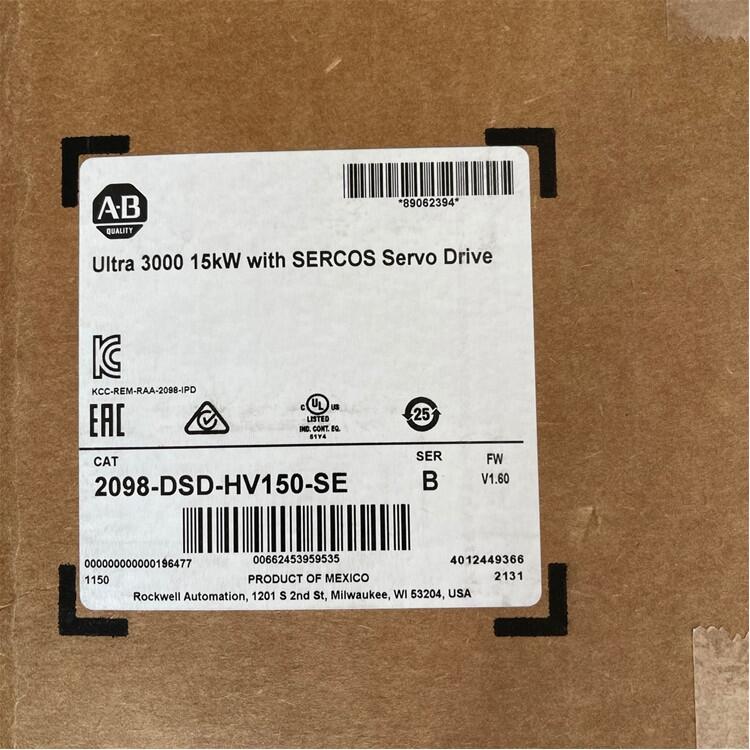 *89062394*
A-B
QUALITY
Ultra 3000 15kW with SERCOS Servo Drive
KCC-REM-RAA-2098-IPD
EAC
C UL US
LISTED
IND. CONT. EQ.
51Y4
25
CAT
SER
FW
2098-DSD-HV150-SE
B
V1.60
000000000000196477
00662453959535
4012449366
1150
PRODUCT OF MEXICO
2131
Rockwell Automation, 1201 S 2nd St, Milwaukee, WI 53204, USA